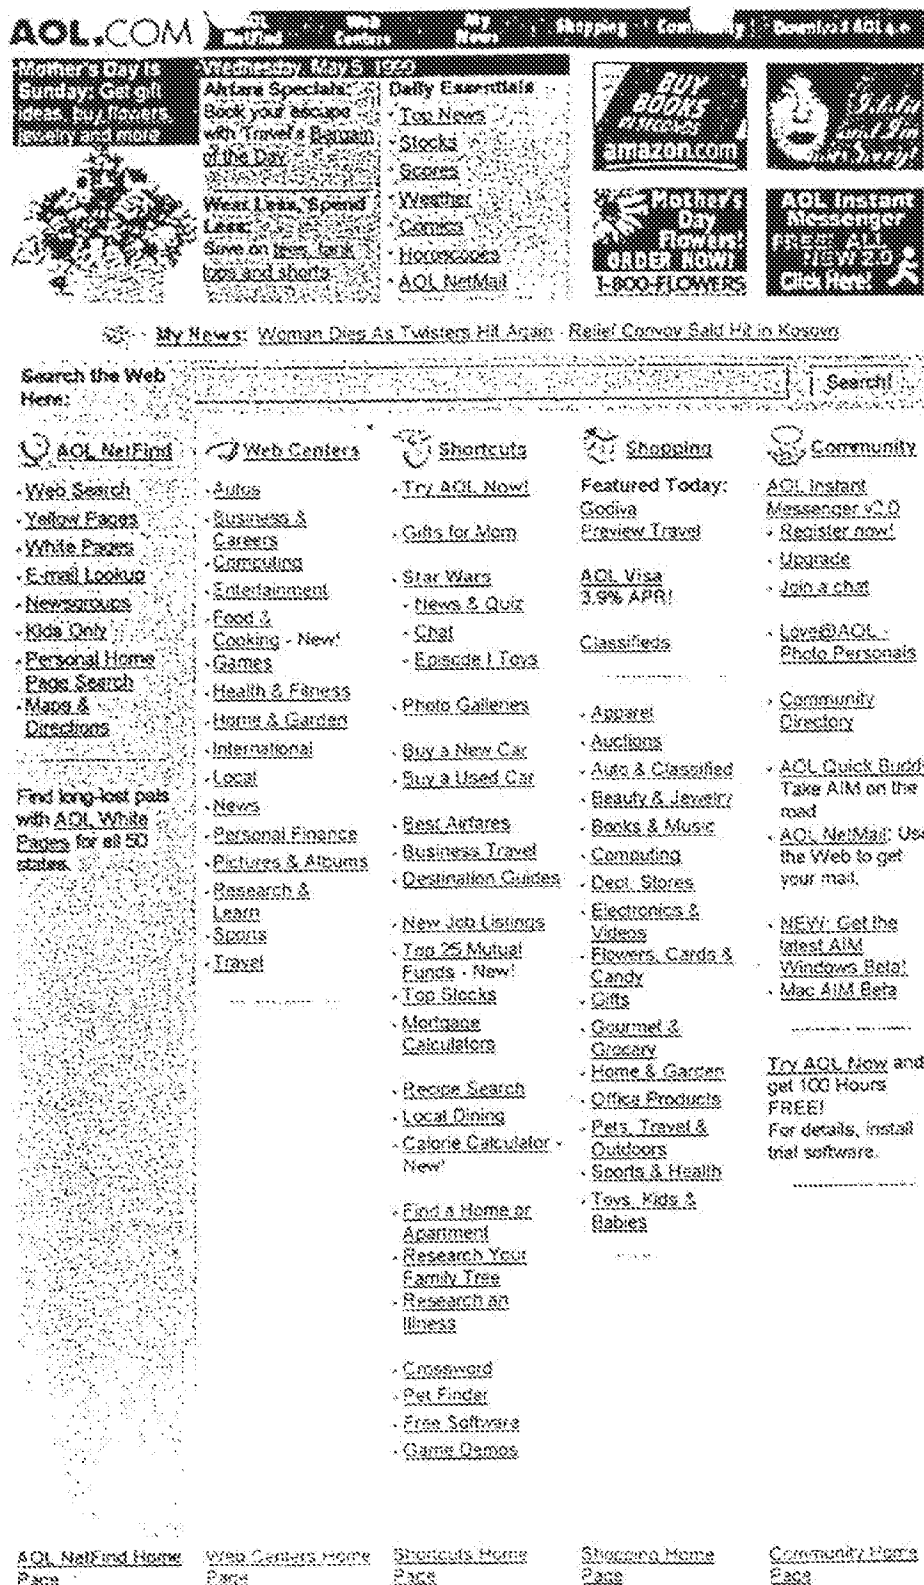 AOL.COM
AOL NetFind
Web Centers
My News
Shopping
Community
Download AOL 4.0
Mother's Day is
Sunday: Get gift
ideas, buy flowers,
jewelry and more
Wednesday, May 5, 1999
Airfare Specials:
Book your escape
with Travel's Bargain
of the Day
Wear Less, Spend
Less:
Save on tees, tank
tops and shorts
Daily Essentials
Top News
Stocks
Scores
Weather
Comics
Horoscopes
AOL NetMail
BUY
BOOKS
amazon.com
Mother's
Day
Flowers!
ORDER NOW!
1-800-FLOWERS
AOL Instant
Messenger
FREE! ALL
NEW 2.0
Click Here!
My News: Woman Dies As Twisters Hit Again - Relief Convoy Said Hit in Kosovo
Search the Web
Here:
Search!
AOL NetFind
- Web Search
- Yellow Pages
- White Pages
- E-mail Lookup
- Newsgroups
- Kids Only
- Personal Home
Page Search
- Maps &
Directions
Find long-lost pals
with AOL White
Pages for all 50
states.
Web Centers
- Autos
- Business &
Careers
- Computing
- Entertainment
- Food &
Cooking - New!
- Games
- Health & Fitness
- Home & Garden
- International
- Local
- News
- Personal Finance
- Pictures & Albums
- Research &
Learn
- Sports
- Travel
Shortcuts
- Try AOL Now!
- Gifts for Mom
- Star Wars
- News & Quiz
- Chat
- Episode I Toys
- Photo Galleries
- Buy a New Car
- Buy a Used Car
- Best Airfares
- Business Travel
- Destination Guides
- New Job Listings
- Top 25 Mutual
Funds - New!
- Top Stocks
- Mortgage
Calculators
- Recipe Search
- Local Dining
- Calorie Calculator -
New!
- Find a Home or
Apartment
- Research Your
Family Tree
- Research an
Illness
- Crossword
- Pet Finder
- Free Software
- Game Demos
Shopping
Featured Today:
Godiva
Preview Travel
AOL Visa
3.9% APR!
Classifieds
- Apparel
- Auctions
- Auto & Classified
- Beauty & Jewelry
- Books & Music
- Computing
- Dept. Stores
- Electronics &
Videos
- Flowers, Cards &
Candy
- Gifts
- Gourmet &
Grocery
- Home & Garden
- Office Products
- Pets, Travel &
Outdoors
- Sports & Health
- Toys, Kids &
Babies
Community
AOL Instant
Messenger v2.0
- Register now!
- Upgrade
- Join a chat
- Love@AOL -
Photo Personals
- Community
Directory
- AOL Quick Buddy
Take AIM on the
road
- AOL NetMail: Use
the Web to get
your mail.
- NEW: Get the
latest AIM
Windows Beta!
- Mac AIM Beta
Try AOL Now and
get 100 Hours
FREE!
For details, install
trial software.
AOL NetFind Home
Page
Web Centers Home
Page
Shortcuts Home
Page
Shopping Home
Page
Community Home
Page